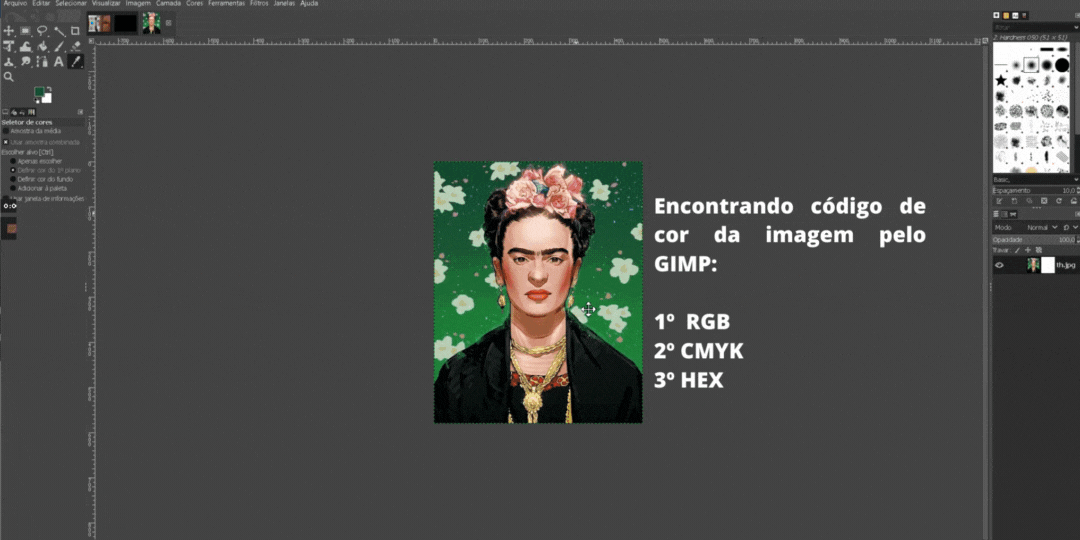 Arquivo Editar Selecionar Visualizar Imagem Camada Cores Ferramentas Filtros Janelas Ajuda
Seletor de cores
Amostra da média
Usar amostra combinada
Escolher alvo [Ctrl]
Apenas escolher
Definir cor do 1º plano
Definir cor do fundo
Adicionar à paleta
Usar janela de informações
Encontrando código de
cor da imagem pelo
GIMP:
1º RGB
2º CMYK
3º HEX
2. Hardness 050 (51 × 51)
Basic,
Espaçamento 10,0
Modo Normal
Opacidade 100,0
Travar:
th.jpg